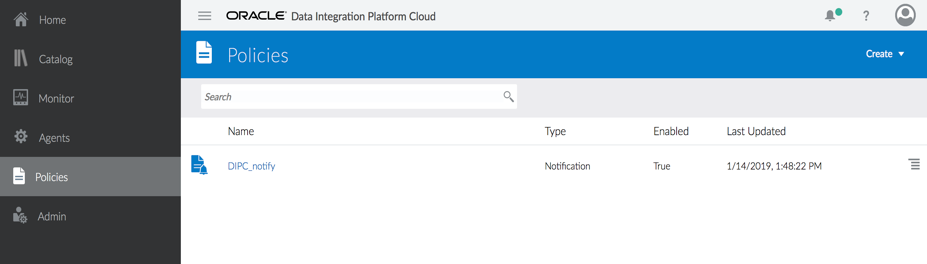 Home
Catalog
Monitor
Agents
Policies
Admin
ORACLE® Data Integration Platform Cloud
?
Policies
Create
Search
Name Type Enabled Last Updated
DIPC_notify Notification True 1/14/2019, 1:48:22 PM